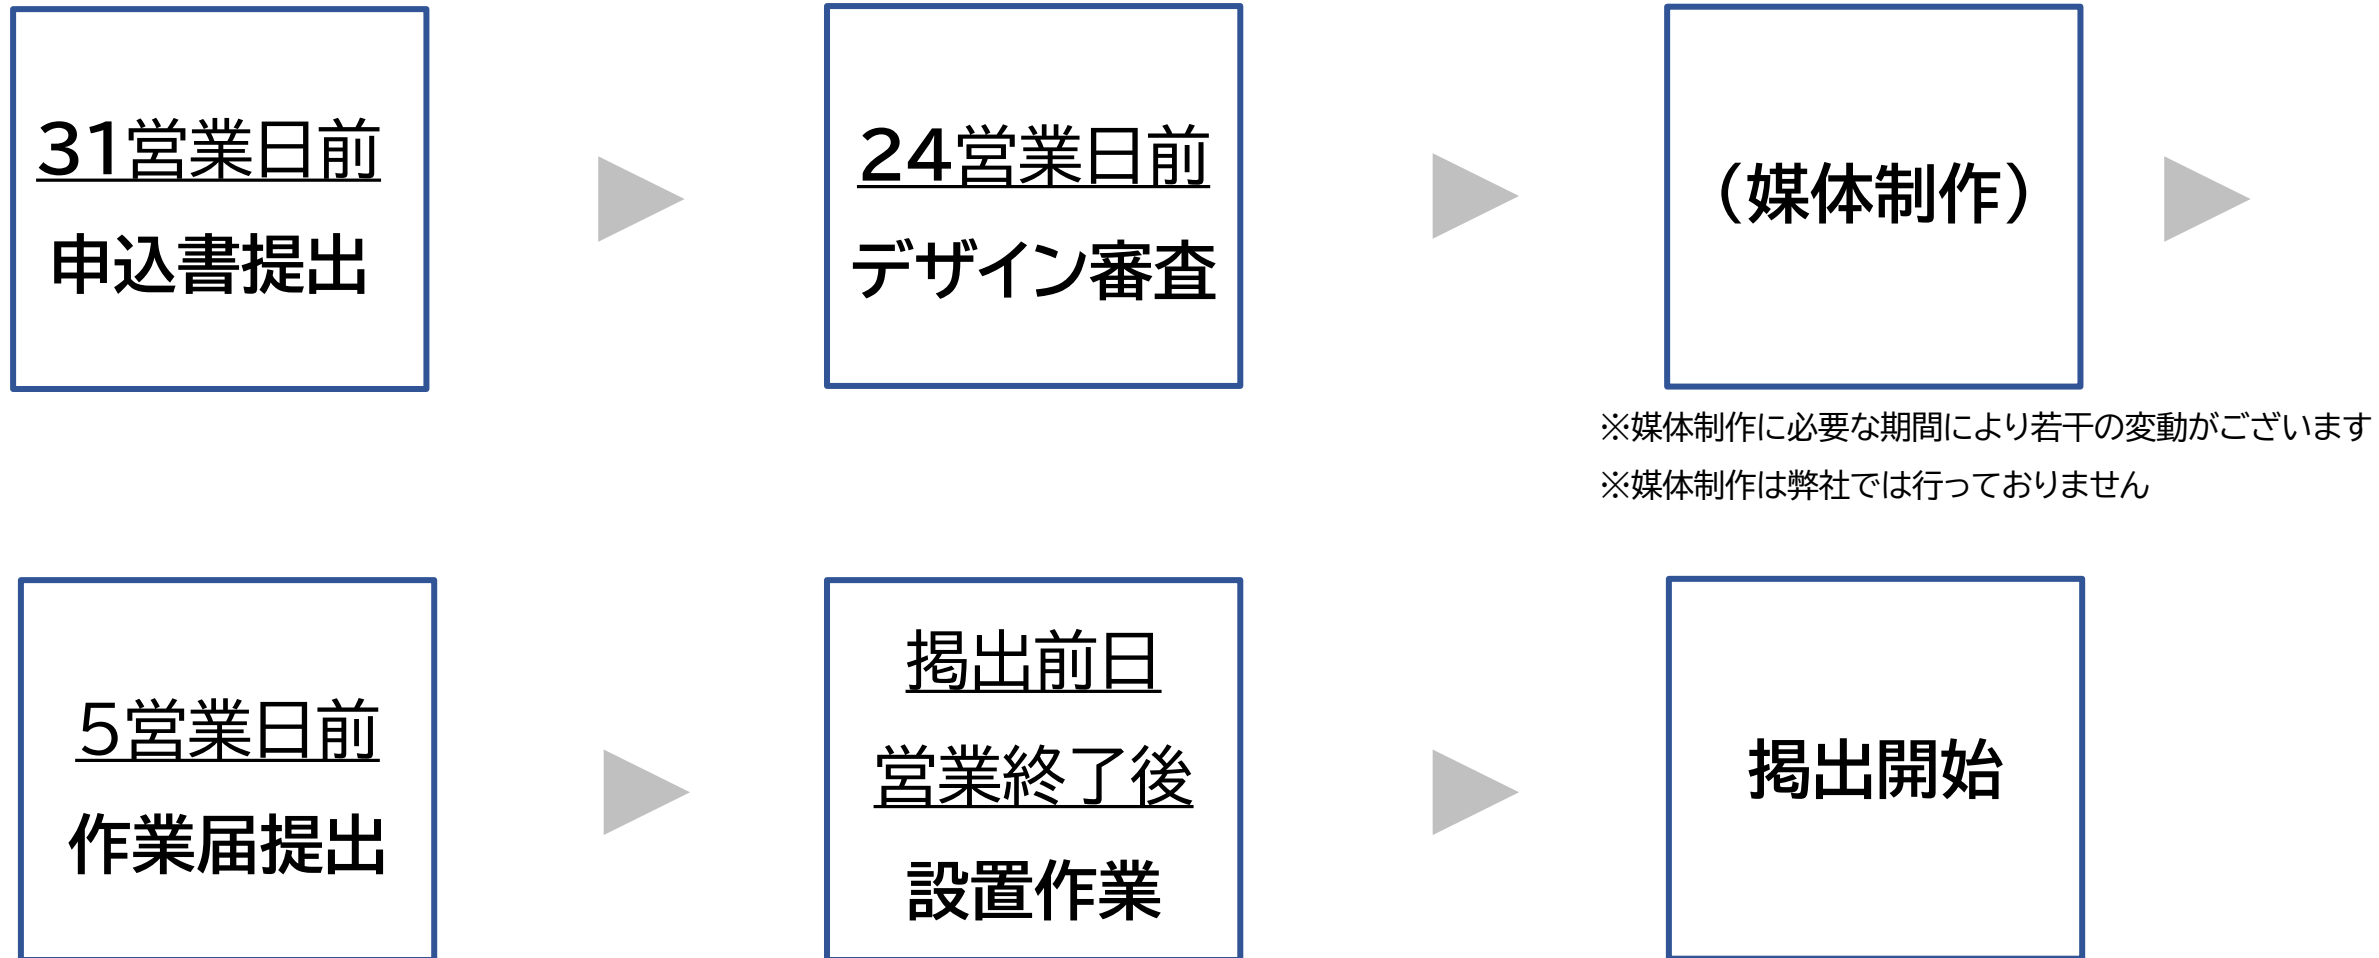 31営業日前
申込書提出
24営業日前
デザイン審査
（媒体制作）
※媒体制作に必要な期間により若干の変動がございます
※媒体制作は弊社では行っておりません
5営業日前
作業届提出
掲出前日
営業終了後
設置作業
掲出開始